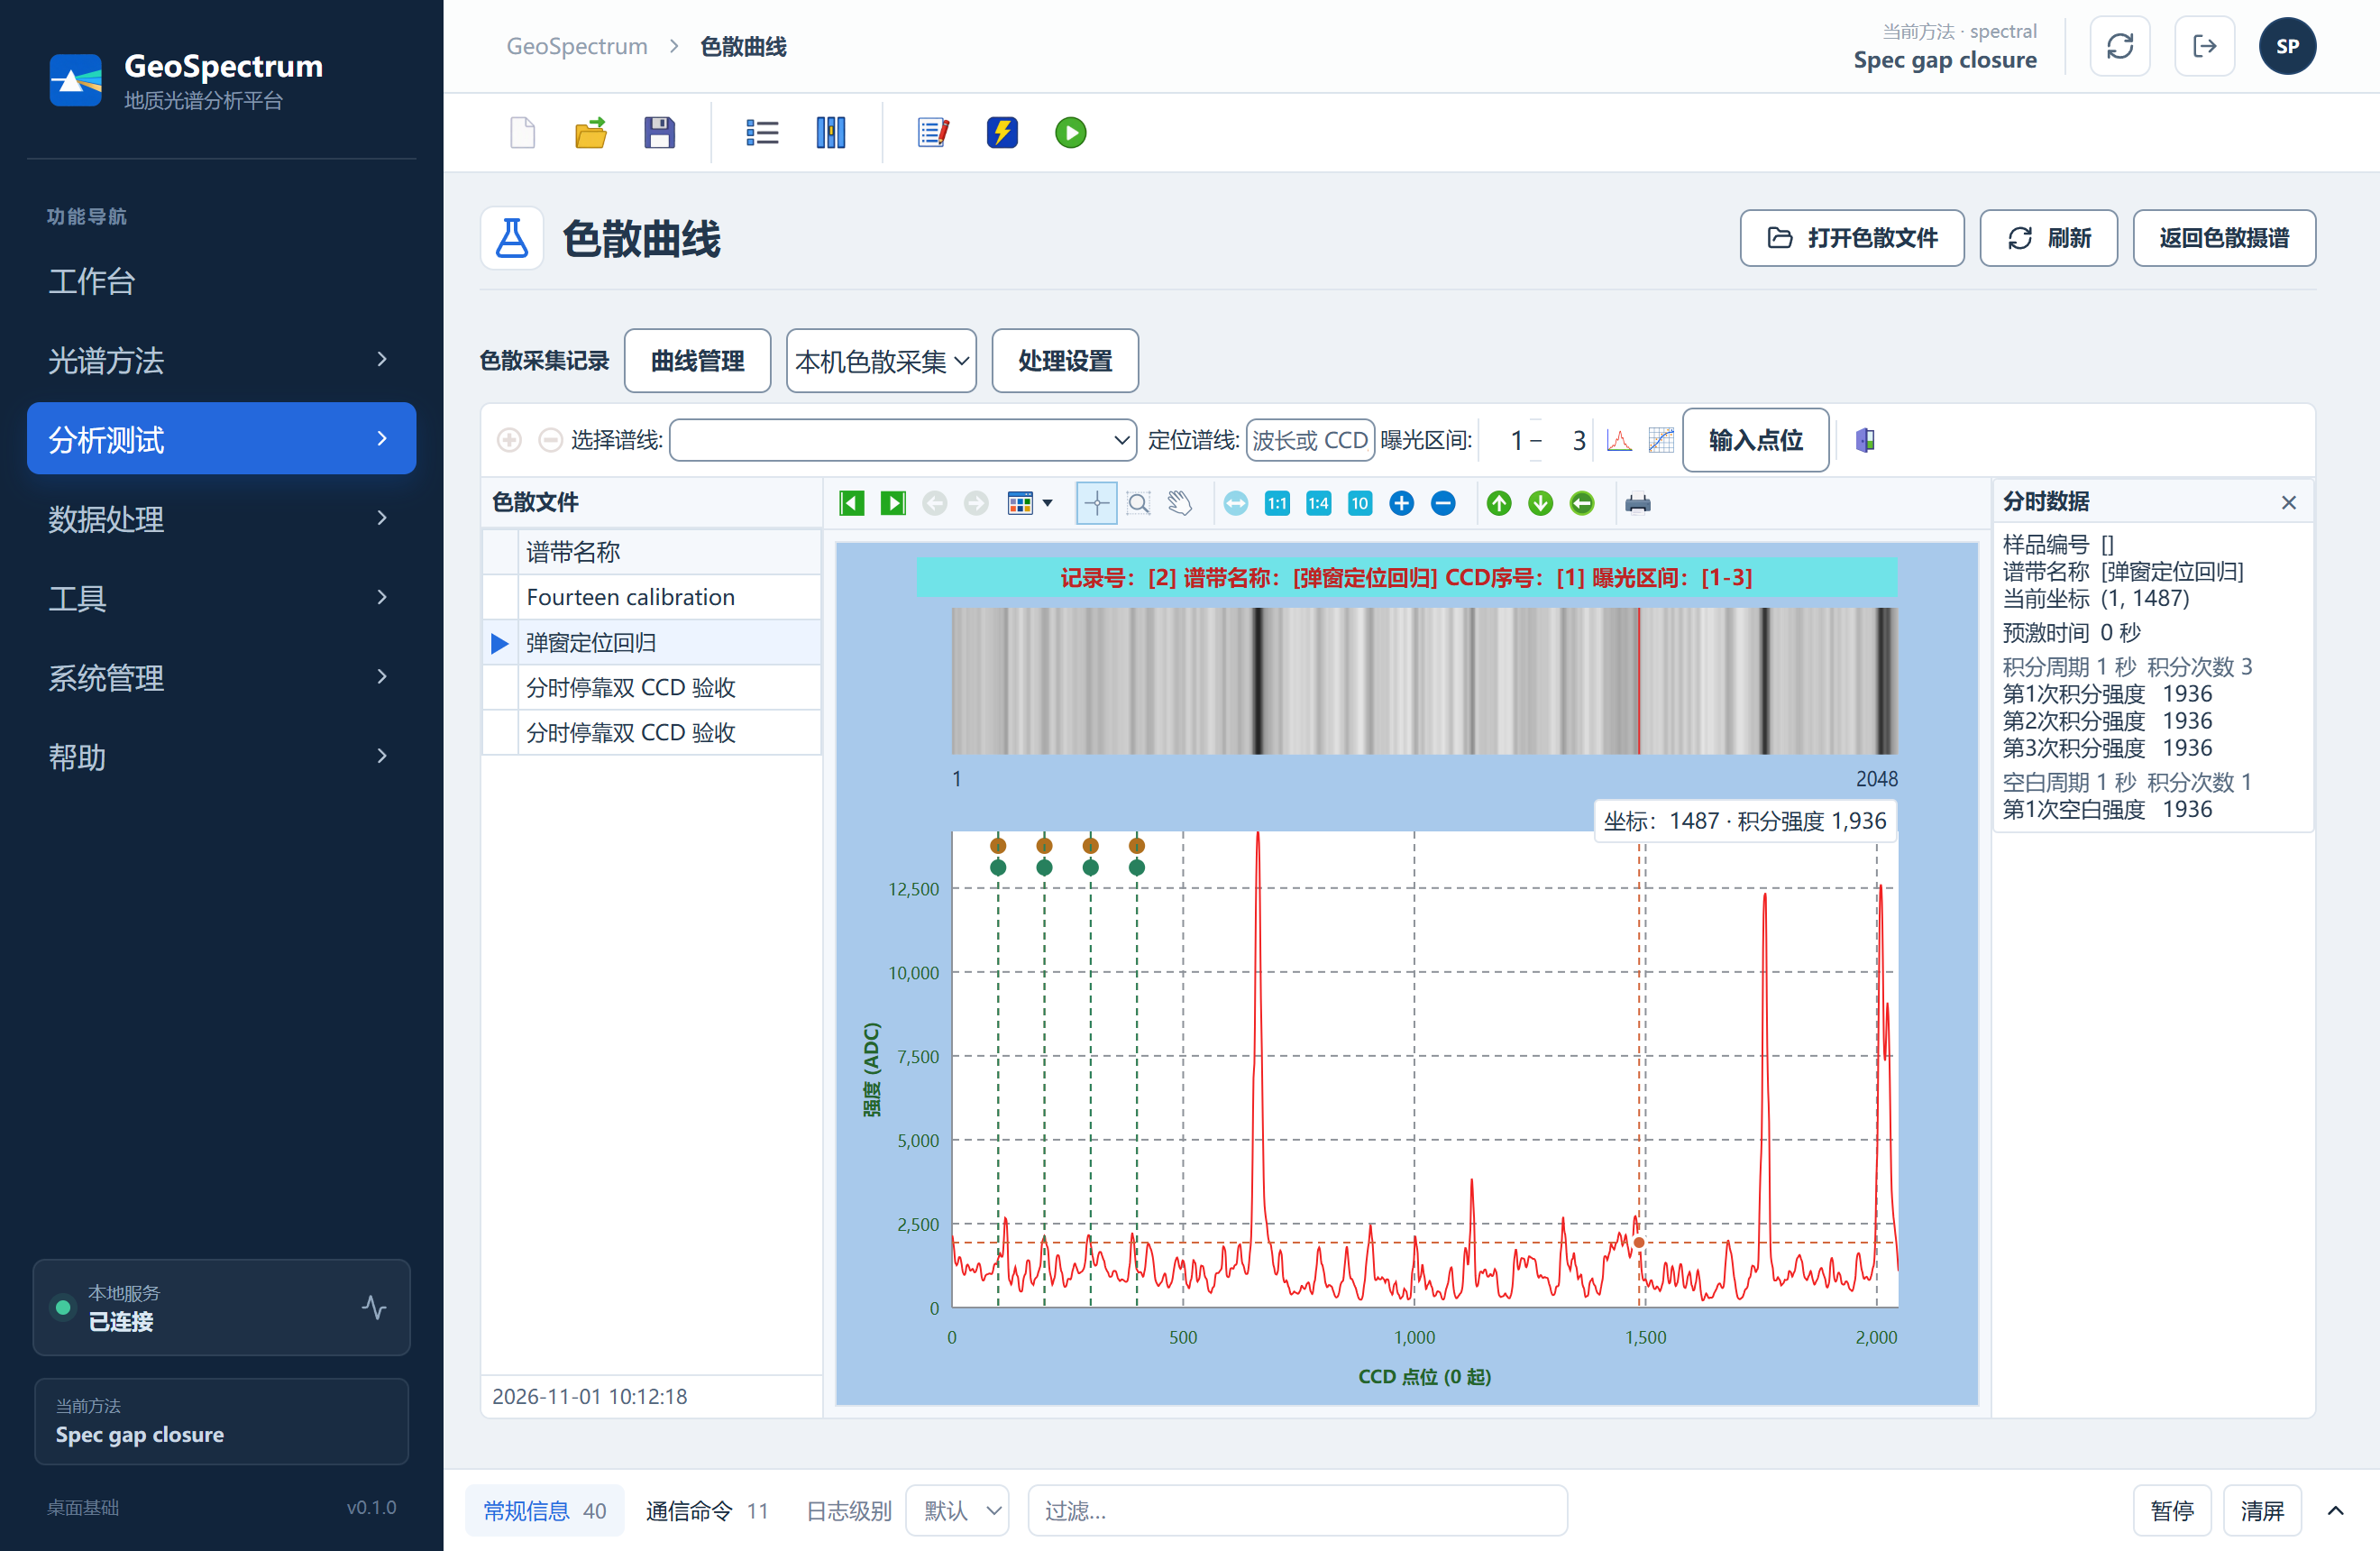 GeoSpectrum
地质光谱分析平台
功能导航
工作台
光谱方法
分析测试
数据处理
工具
系统管理
帮助
本地服务
已连接
当前方法
Spec gap closure
桌面基础 v0.1.0
GeoSpectrum 色散曲线
当前方法 · spectral
Spec gap closure
SP
色散曲线
打开色散文件
刷新
返回色散摄谱
色散采集记录
曲线管理
本机色散采集
处理设置
选择谱线:
定位谱线: 波长或 CCD
曝光区间: 1 – 3
输入点位
色散文件
1:1
1:4
10
谱带名称
Fourteen calibration
弹窗定位回归
分时停靠双 CCD 验收
分时停靠双 CCD 验收
2026-11-01 10:12:18
记录号：[2] 谱带名称：[弹窗定位回归] CCD序号：[1] 曝光区间：[1-3]
1 2048
坐标：1487 · 积分强度 1,936
12,500
10,000
7,500
5,000
2,500
0
强度 (ADC)
0 500 1,000 1,500 2,000
CCD 点位 (0 起)
分时数据
样品编号 []
谱带名称 [弹窗定位回归]
当前坐标 (1, 1487)
预激时间 0 秒
积分周期 1 秒 积分次数 3
第1次积分强度 1936
第2次积分强度 1936
第3次积分强度 1936
空白周期 1 秒 积分次数 1
第1次空白强度 1936
常规信息 40
通信命令 11
日志级别 默认
过滤...
暂停
清屏